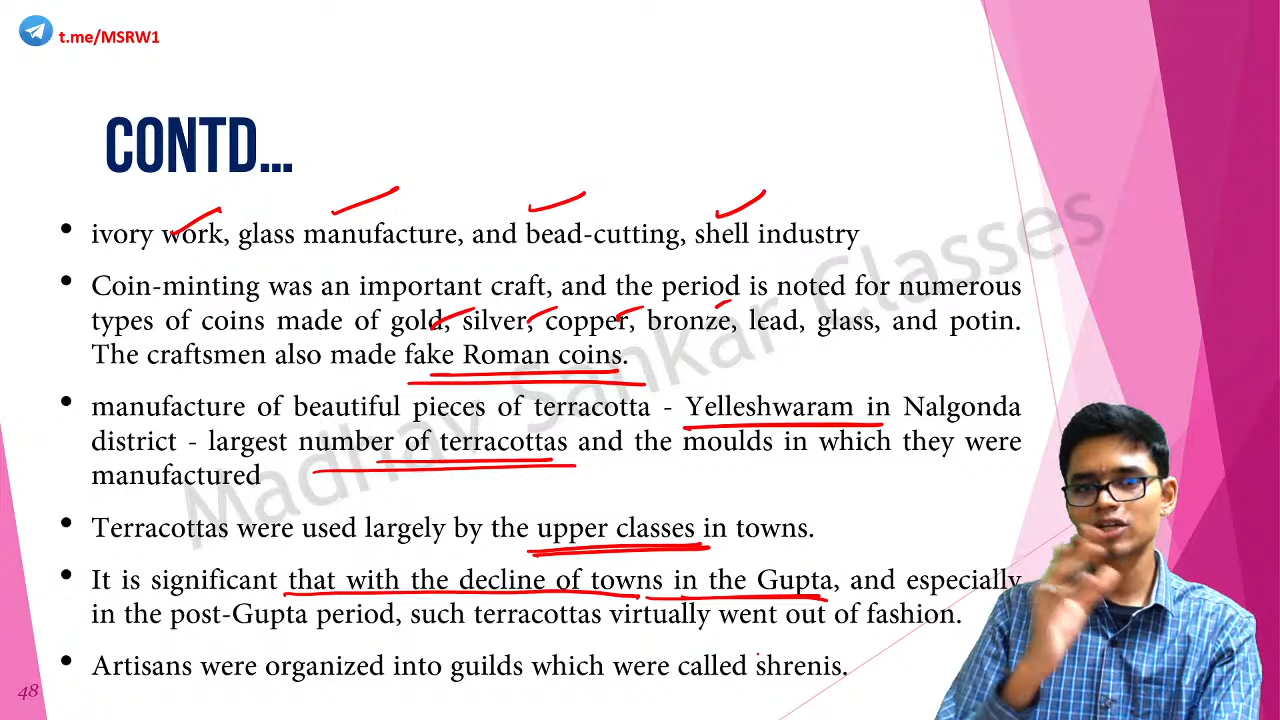 t.me/MSRW1
CONTD...
• ivory work, glass manufacture, and bead-cutting, shell industry
• Coin-minting was an important craft, and the period is noted for numerous
types of coins made of gold, silver, copper, bronze, lead, glass, and potin.
The craftsmen also made fake Roman coins.
• manufacture of beautiful pieces of terracotta - Yelleshwaram in Nalgonda
district - largest number of terracottas and the moulds in which they were
manufactured
• Terracottas were used largely by the upper classes in towns.
• It is significant that with the decline of towns in the Gupta, and especially
in the post-Gupta period, such terracottas virtually went out of fashion.
• Artisans were organized into guilds which were called shrenis.
Madhav Sankar Classes
48